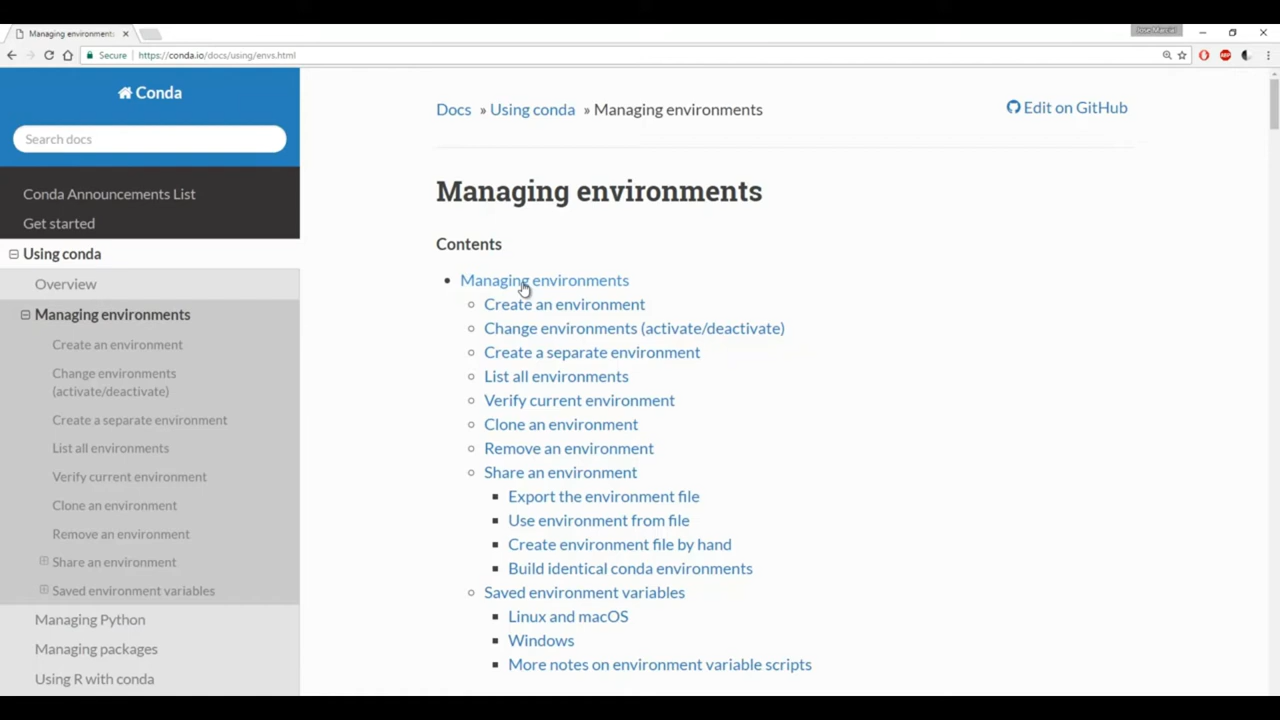 Managing environments
Jose Marcial
Secure
https://conda.io/docs/using/envs.html
Conda
Search docs
Conda Announcements List
Get started
Using conda
Overview
Managing environments
Create an environment
Change environments
(activate/deactivate)
Create a separate environment
List all environments
Verify current environment
Clone an environment
Remove an environment
Share an environment
Saved environment variables
Managing Python
Managing packages
Using R with conda
Docs » Using conda » Managing environments
Edit on GitHub
Managing environments
Contents
Managing environments
Create an environment
Change environments (activate/deactivate)
Create a separate environment
List all environments
Verify current environment
Clone an environment
Remove an environment
Share an environment
Export the environment file
Use environment from file
Create environment file by hand
Build identical conda environments
Saved environment variables
Linux and macOS
Windows
More notes on environment variable scripts